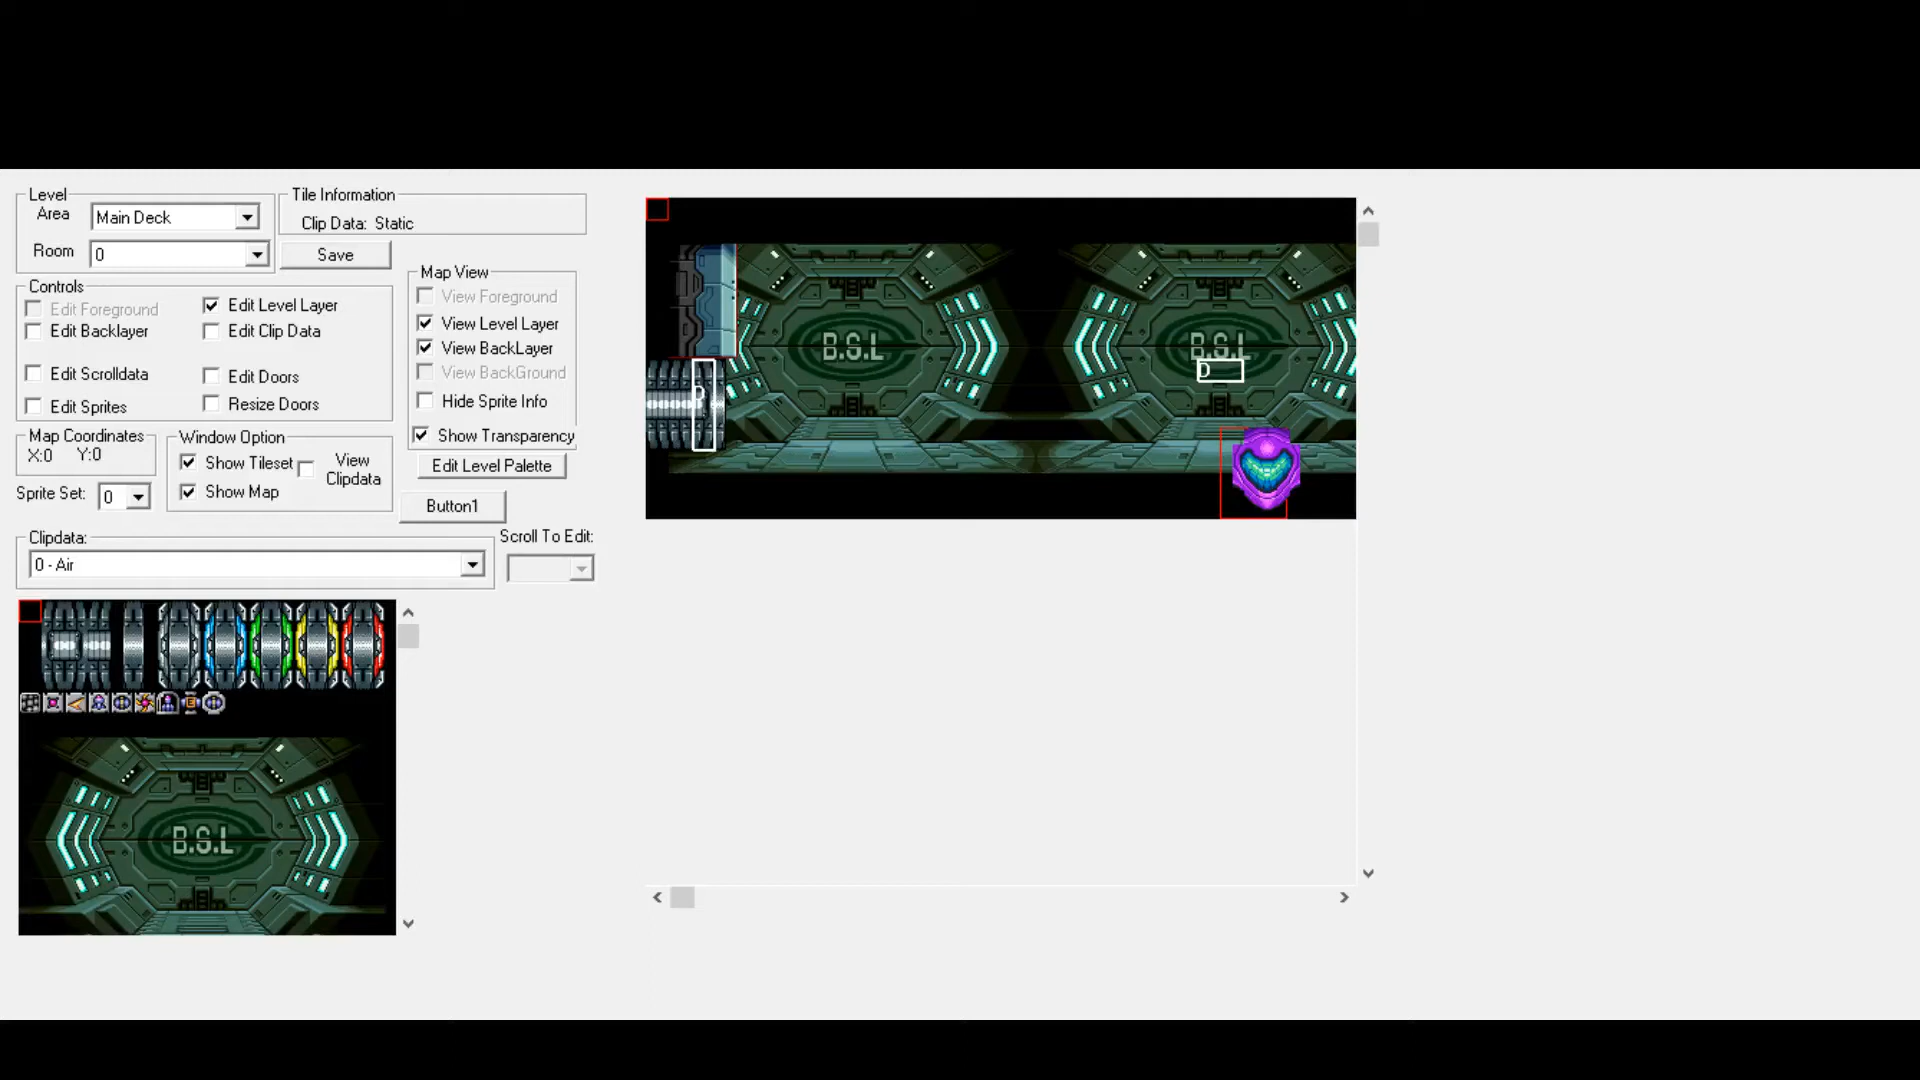 Level
Area
Main Deck
Room
0
Tile Information
Clip Data: Static
Save
Controls
Edit Foreground
Edit Level Layer
Edit Backlayer
Edit Clip Data
Edit Scrolldata
Edit Doors
Edit Sprites
Resize Doors
Map View
View Foreground
View Level Layer
View BackLayer
View BackGround
Hide Sprite Info
Show Transparency
Edit Level Palette
Map Coordinates
X:0 Y:0
Window Option
Show Tileset
View Clipdata
Show Map
Sprite Set: 0
Button1
Clipdata:
0 - Air
Scroll To Edit:
B.S.L
B.S.L
D
D
B.S.L
E